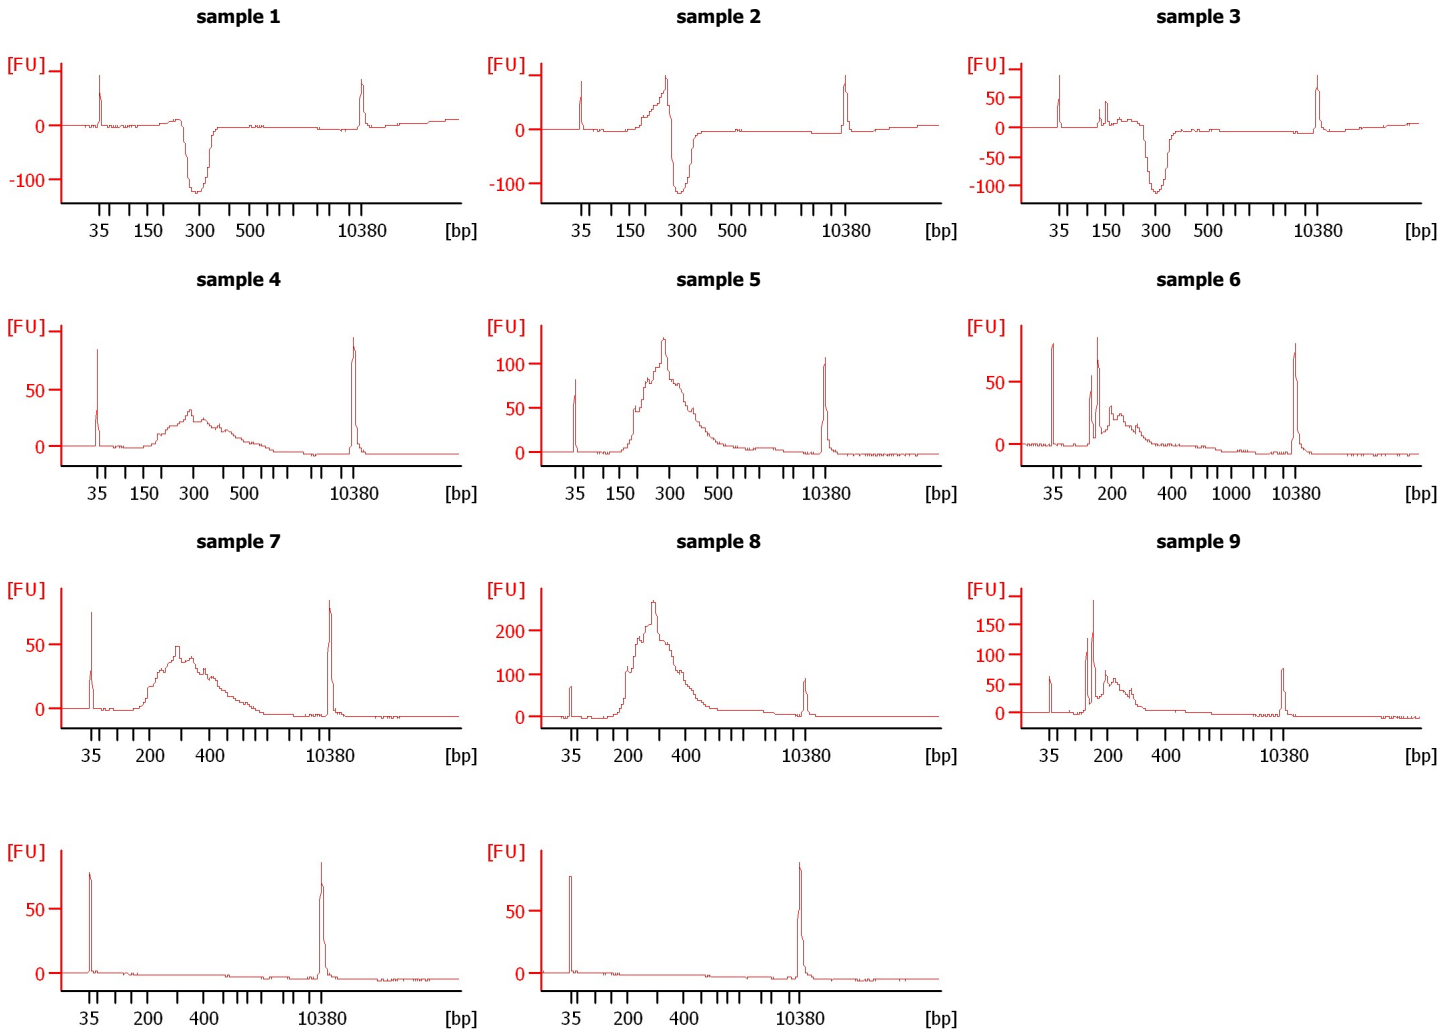 sample 1 sample 2 sample 3
[FU] [FU] [FU]
0 -100
0 -100
50 0 -50 -100
35 150 300 500 10380 [bp] 35 150 300 500 10380 [bp] 35 150 300 500 10380 [bp]
sample 4 sample 5 sample 6
[FU] [FU] [FU]
50 0
100 50 0
50 0
35 150 300 500 10380 [bp] 35 150 300 500 10380 [bp] 35 200 400 1000 10380 [bp]
sample 7 sample 8 sample 9
[FU] [FU] [FU]
50 0
200 100 0
150 100 50 0
35 200 400 10380 [bp] 35 200 400 10380 [bp] 35 200 400 10380 [bp]
[FU] [FU]
50 0
50 0
35 200 400 10380 [bp] 35 200 400 10380 [bp]